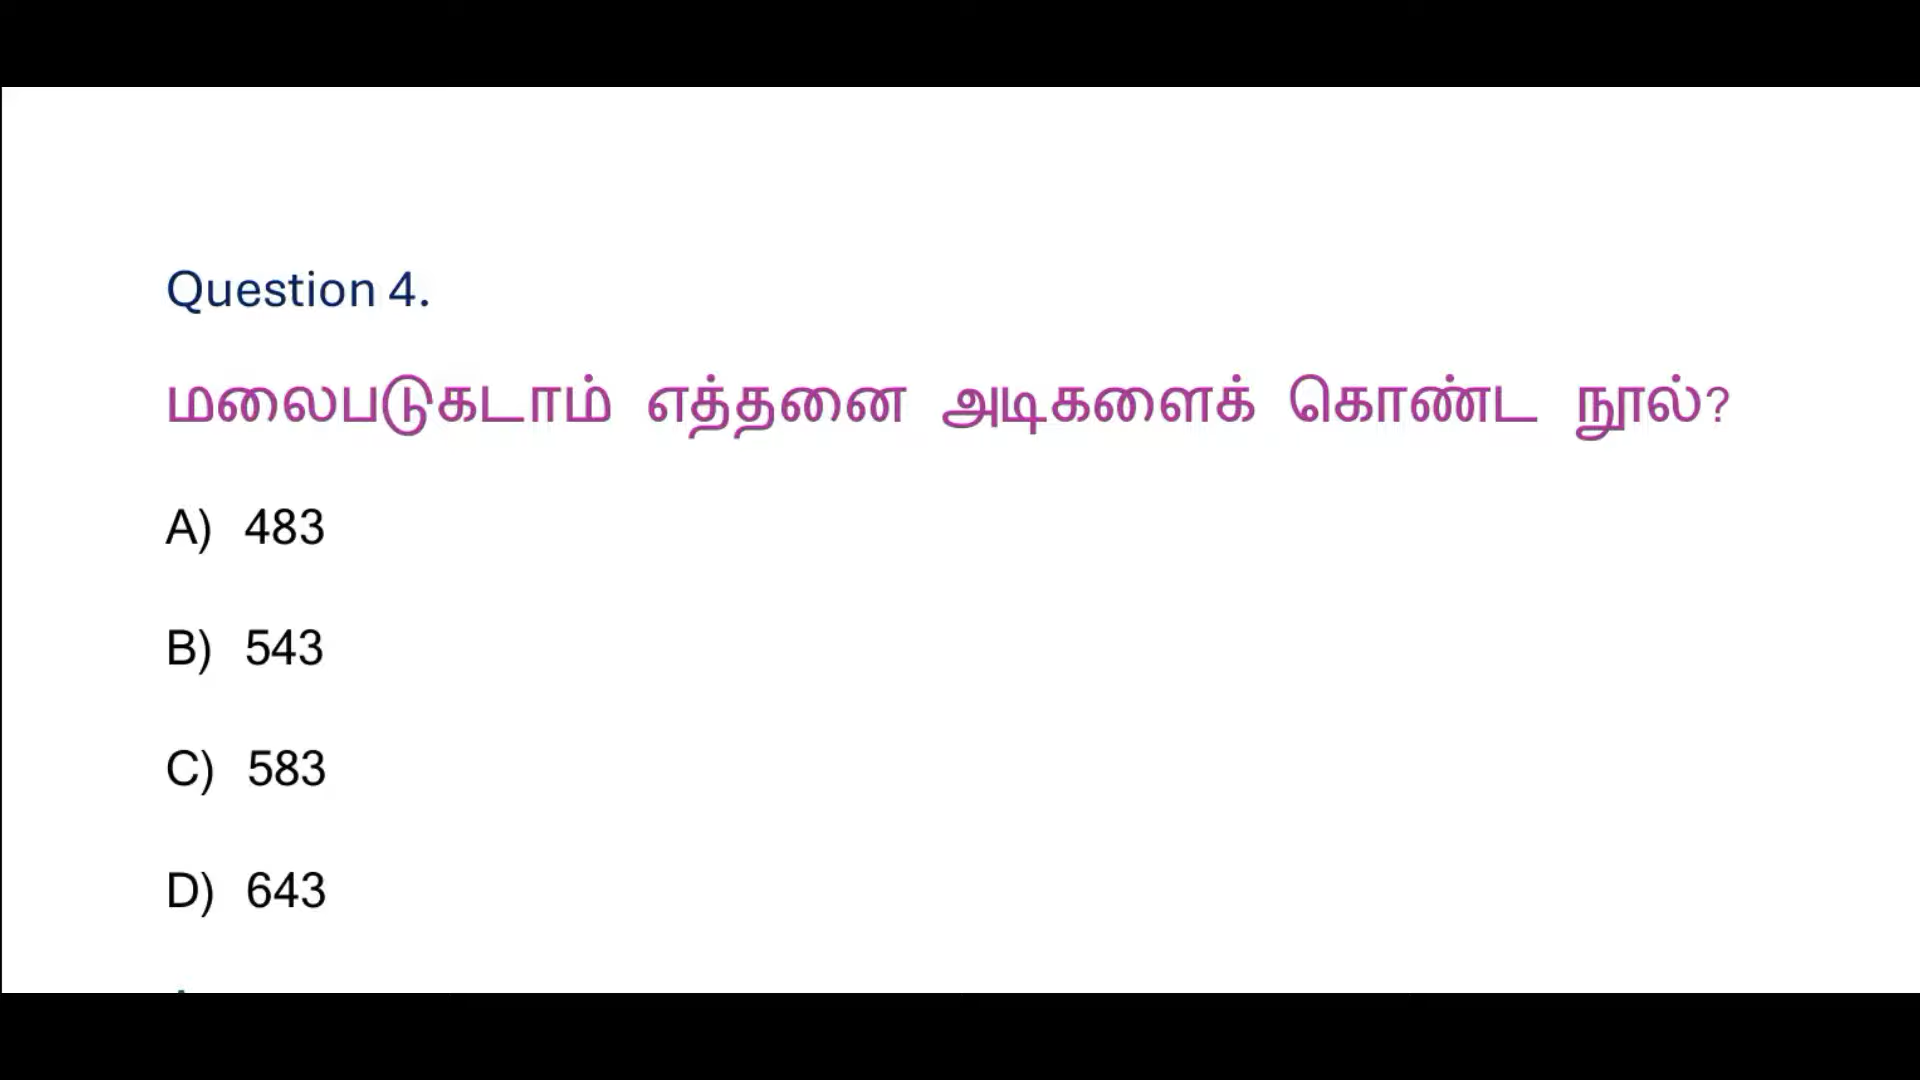 Question 4.
மலைபடுகடாம் எத்தனை அடிகளைக் கொண்ட நூல்?
A) 483
B) 543
C) 583
D) 643